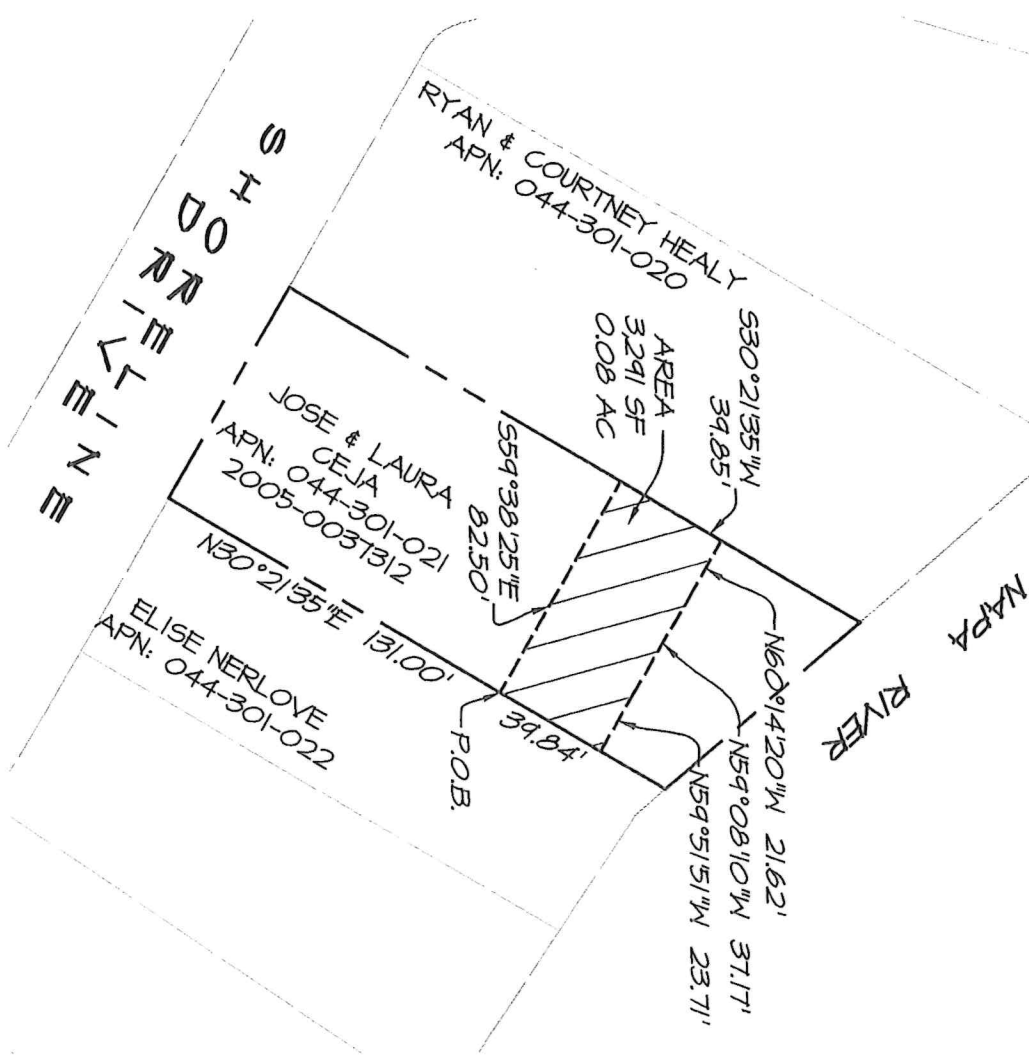 SHORELINE
DRIVE
RYAN & COURTNEY HEALY
APN: 044-301-020
S30°21'35"W
39.85'
AREA
3,291 SF
0.08 AC
JOSE & LAURA
CEJA
APN: 044-301-021
2005-0037312
S59°38'25"E
82.50'
N30°21'35"E 131.00'
ELISE NERLOVE
APN: 044-301-022
P.O.B.
39.84'
N60°14'20"W 21.62'
N59°08'10"W 37.17'
N59°51'51"W 23.71'
NAPA RIVER